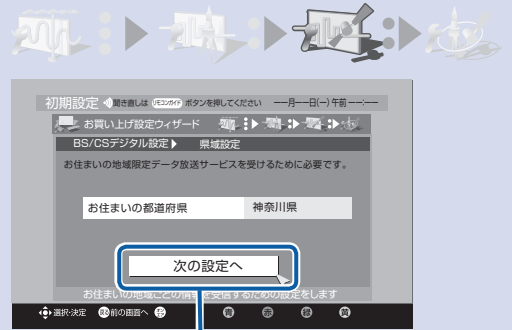 初期設定 聞き直しは リモコンガイド ボタンを押してください ーー月ーー日(ー) 午前ーー:ーー
お買い上げ設定ウィザード
BS/CSデジタル設定 県域設定
お住まいの地域限定データ放送サービスを受けるために必要です。
お住まいの都道府県 神奈川県
次の設定へ
お住まいの地域ごとの情報を受信するための設定をします
選択・決定 戻る 前の画面へ 青 赤 緑 黄